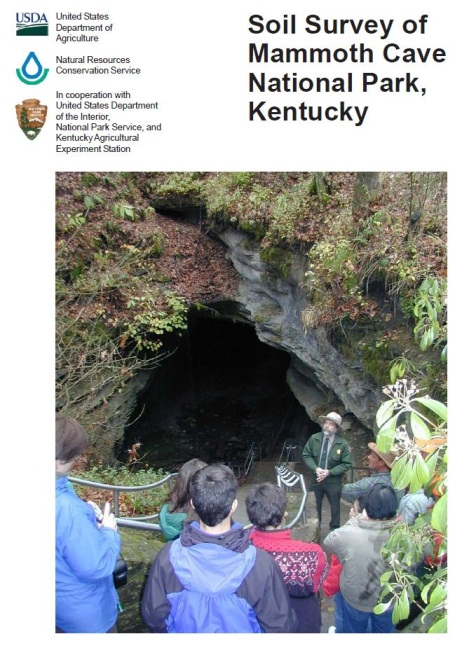 USDA
United States
Department of
Agriculture
Natural Resources
Conservation Service
In cooperation with
United States Department
of the Interior,
National Park Service, and
Kentucky Agricultural
Experiment Station
Soil Survey of
Mammoth Cave
National Park,
Kentucky